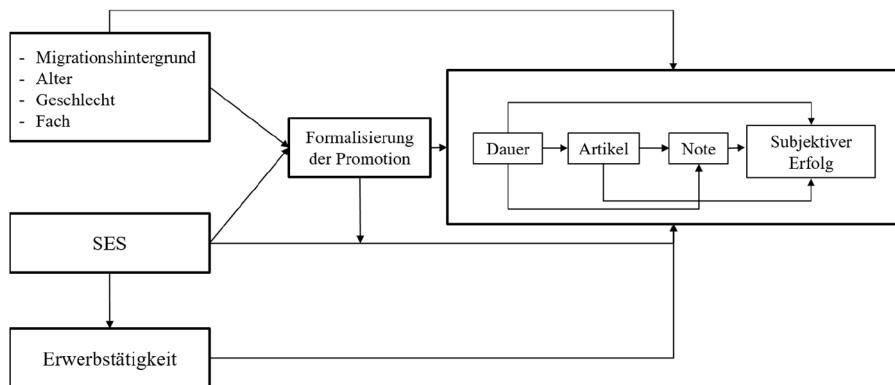 - Migrationshintergrund
- Alter
- Geschlecht
- Fach
Formalisierung
der Promotion
Dauer
Artikel
Note
Subjektiver
Erfolg
SES
Erwerbstätigkeit